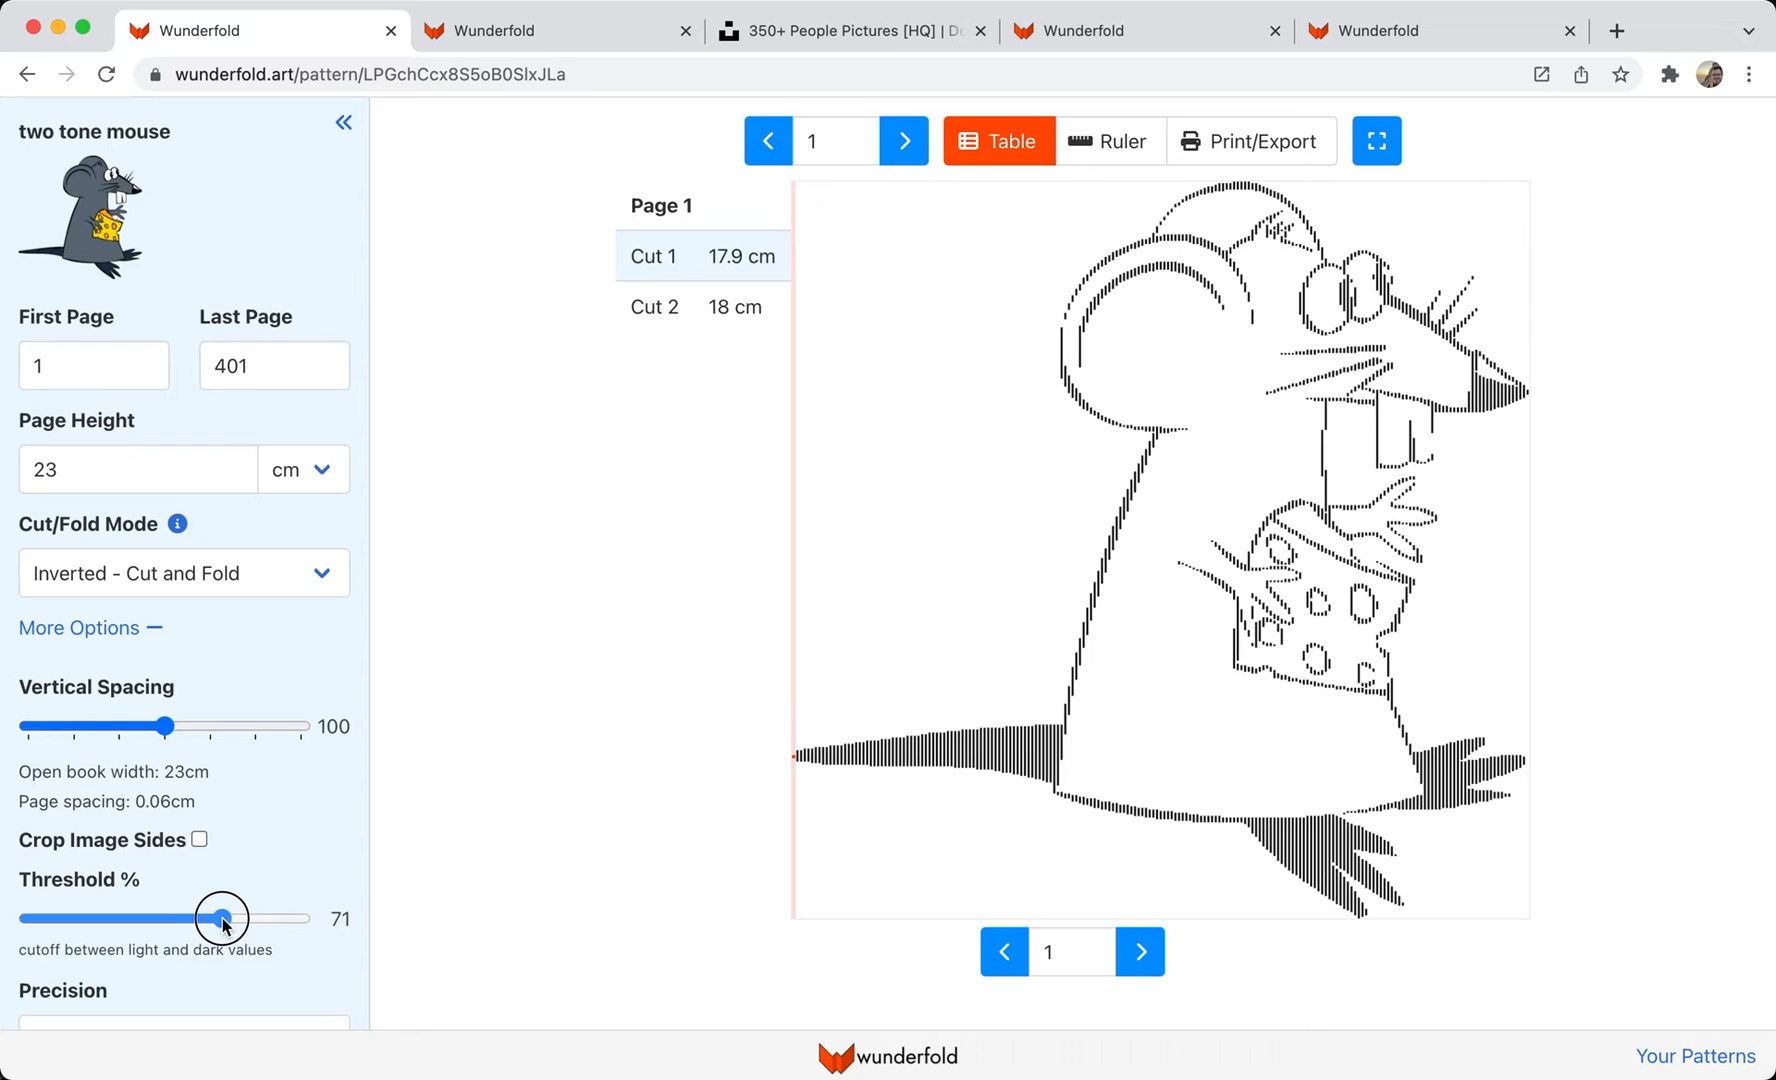 Wunderfold
Wunderfold
350+ People Pictures [HQ] | Do
Wunderfold
Wunderfold
wunderfold.art/pattern/LPGchCcx8S5oB0SlxJLa
two tone mouse
First Page
Last Page
1
401
Page Height
23
cm
Cut/Fold Mode
Inverted - Cut and Fold
More Options
Vertical Spacing
100
Open book width: 23cm
Page spacing: 0.06cm
Crop Image Sides
Threshold %
71
cutoff between light and dark values
Precision
1
Table
Ruler
Print/Export
Page 1
Cut 1 17.9 cm
Cut 2 18 cm
1
wunderfold
Your Patterns